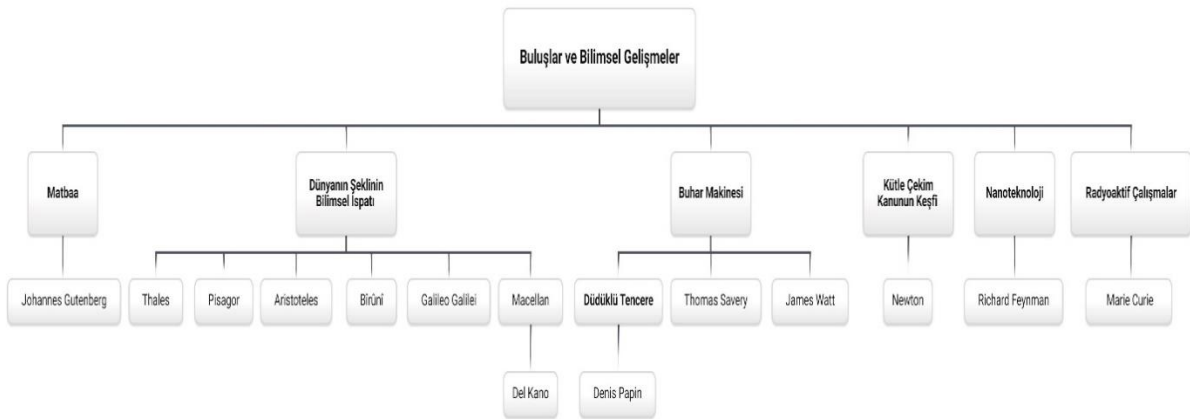 Buluşlar ve Bilimsel Gelişmeler
Matbaa
Dünyanın Şeklinin
Bilimsel İspatı
Buhar Makinesi
Kütle Çekim
Kanunun Keşfi
Nanoteknoloji
Radyoaktif Çalışmalar
Johannes Gutenberg
Thales
Pisagor
Aristoteles
Bîrûnî
Galileo Galilei
Macellan
Düdüklü Tencere
Thomas Savery
James Watt
Newton
Richard Feynman
Marie Curie
Del Kano
Denis Papin